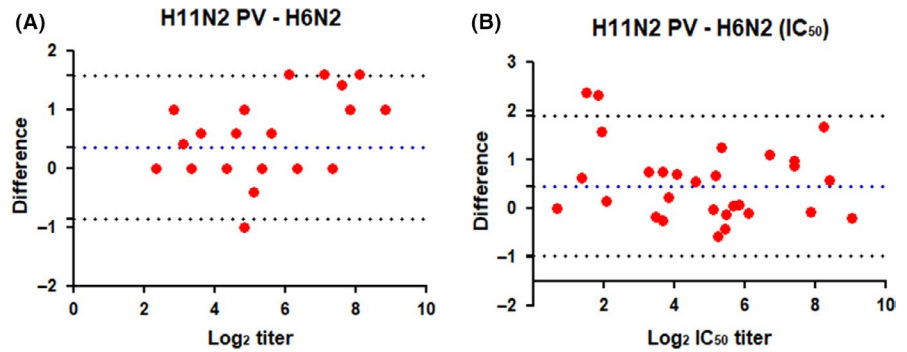 (A)
H11N2 PV - H6N2
2
1
0
–1
–2
Difference
0 2 4 6 8 10
Log₂ titer
(B)
H11N2 PV - H6N2 (IC₅₀)
3
2
1
0
–1
–2
Difference
2 4 6 8 10
Log₂ IC₅₀ titer